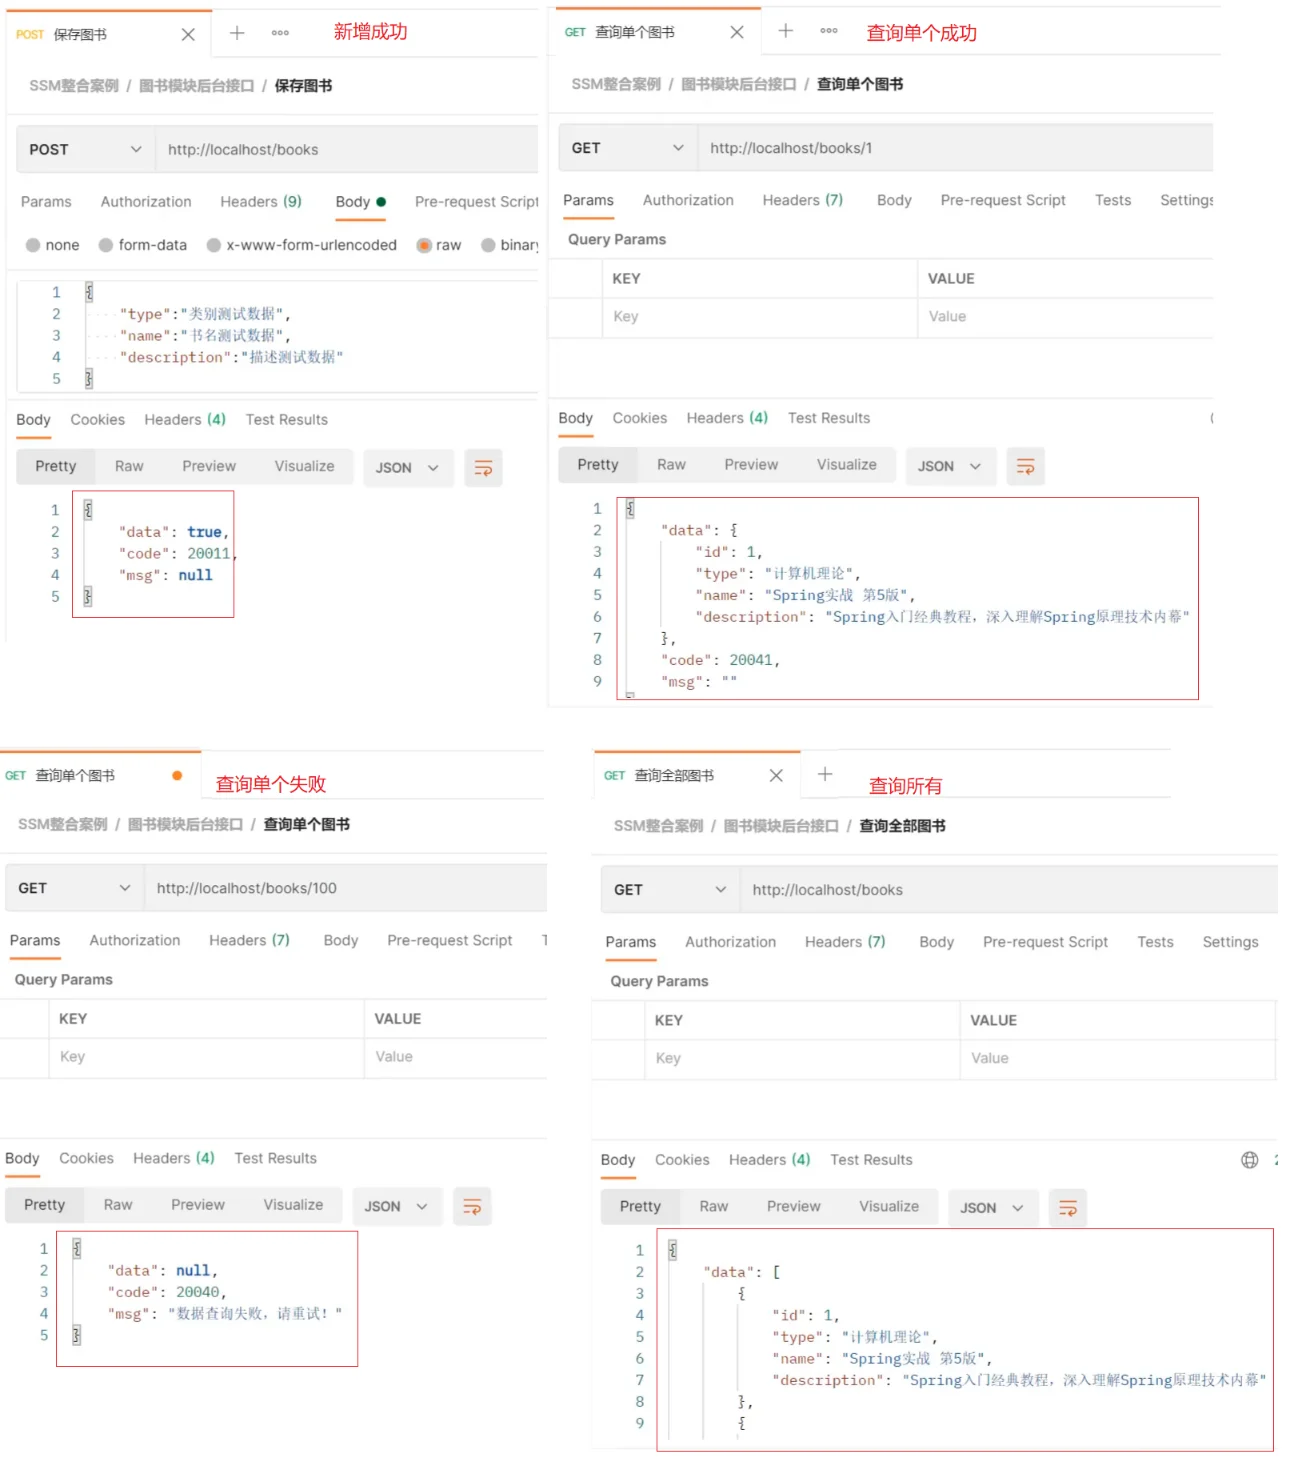 POST 保存图书
新增成功
SSM整合案例 / 图书模块后台接口 / 保存图书
POST http://localhost/books
Params Authorization Headers (9) Body Pre-request Script
none form-data x-www-form-urlencoded raw binary
1 {
2 "type":"类别测试数据",
3 "name":"书名测试数据",
4 "description":"描述测试数据"
5 }
Body Cookies Headers (4) Test Results
Pretty Raw Preview Visualize JSON
1 {
2 "data": true,
3 "code": 20011,
4 "msg": null
5 }
GET 查询单个图书
查询单个成功
SSM整合案例 / 图书模块后台接口 / 查询单个图书
GET http://localhost/books/1
Params Authorization Headers (7) Body Pre-request Script Tests Settings
Query Params
KEY VALUE
Key Value
Body Cookies Headers (4) Test Results
Pretty Raw Preview Visualize JSON
1 {
2 "data": {
3 "id": 1,
4 "type": "计算机理论",
5 "name": "Spring实战 第5版",
6 "description": "Spring入门经典教程，深入理解Spring原理技术内幕"
7 },
8 "code": 20041,
9 "msg": ""
GET 查询单个图书
查询单个失败
SSM整合案例 / 图书模块后台接口 / 查询单个图书
GET http://localhost/books/100
Params Authorization Headers (7) Body Pre-request Script T
Query Params
KEY VALUE
Key Value
Body Cookies Headers (4) Test Results
Pretty Raw Preview Visualize JSON
1 {
2 "data": null,
3 "code": 20040,
4 "msg": "数据查询失败，请重试！"
5 }
GET 查询全部图书
查询所有
SSM整合案例 / 图书模块后台接口 / 查询全部图书
GET http://localhost/books
Params Authorization Headers (7) Body Pre-request Script Tests Settings
Query Params
KEY VALUE
Key Value
Body Cookies Headers (4) Test Results
Pretty Raw Preview Visualize JSON
1 {
2 "data": [
3 {
4 "id": 1,
5 "type": "计算机理论",
6 "name": "Spring实战 第5版",
7 "description": "Spring入门经典教程，深入理解Spring原理技术内幕"
8 },
9 {